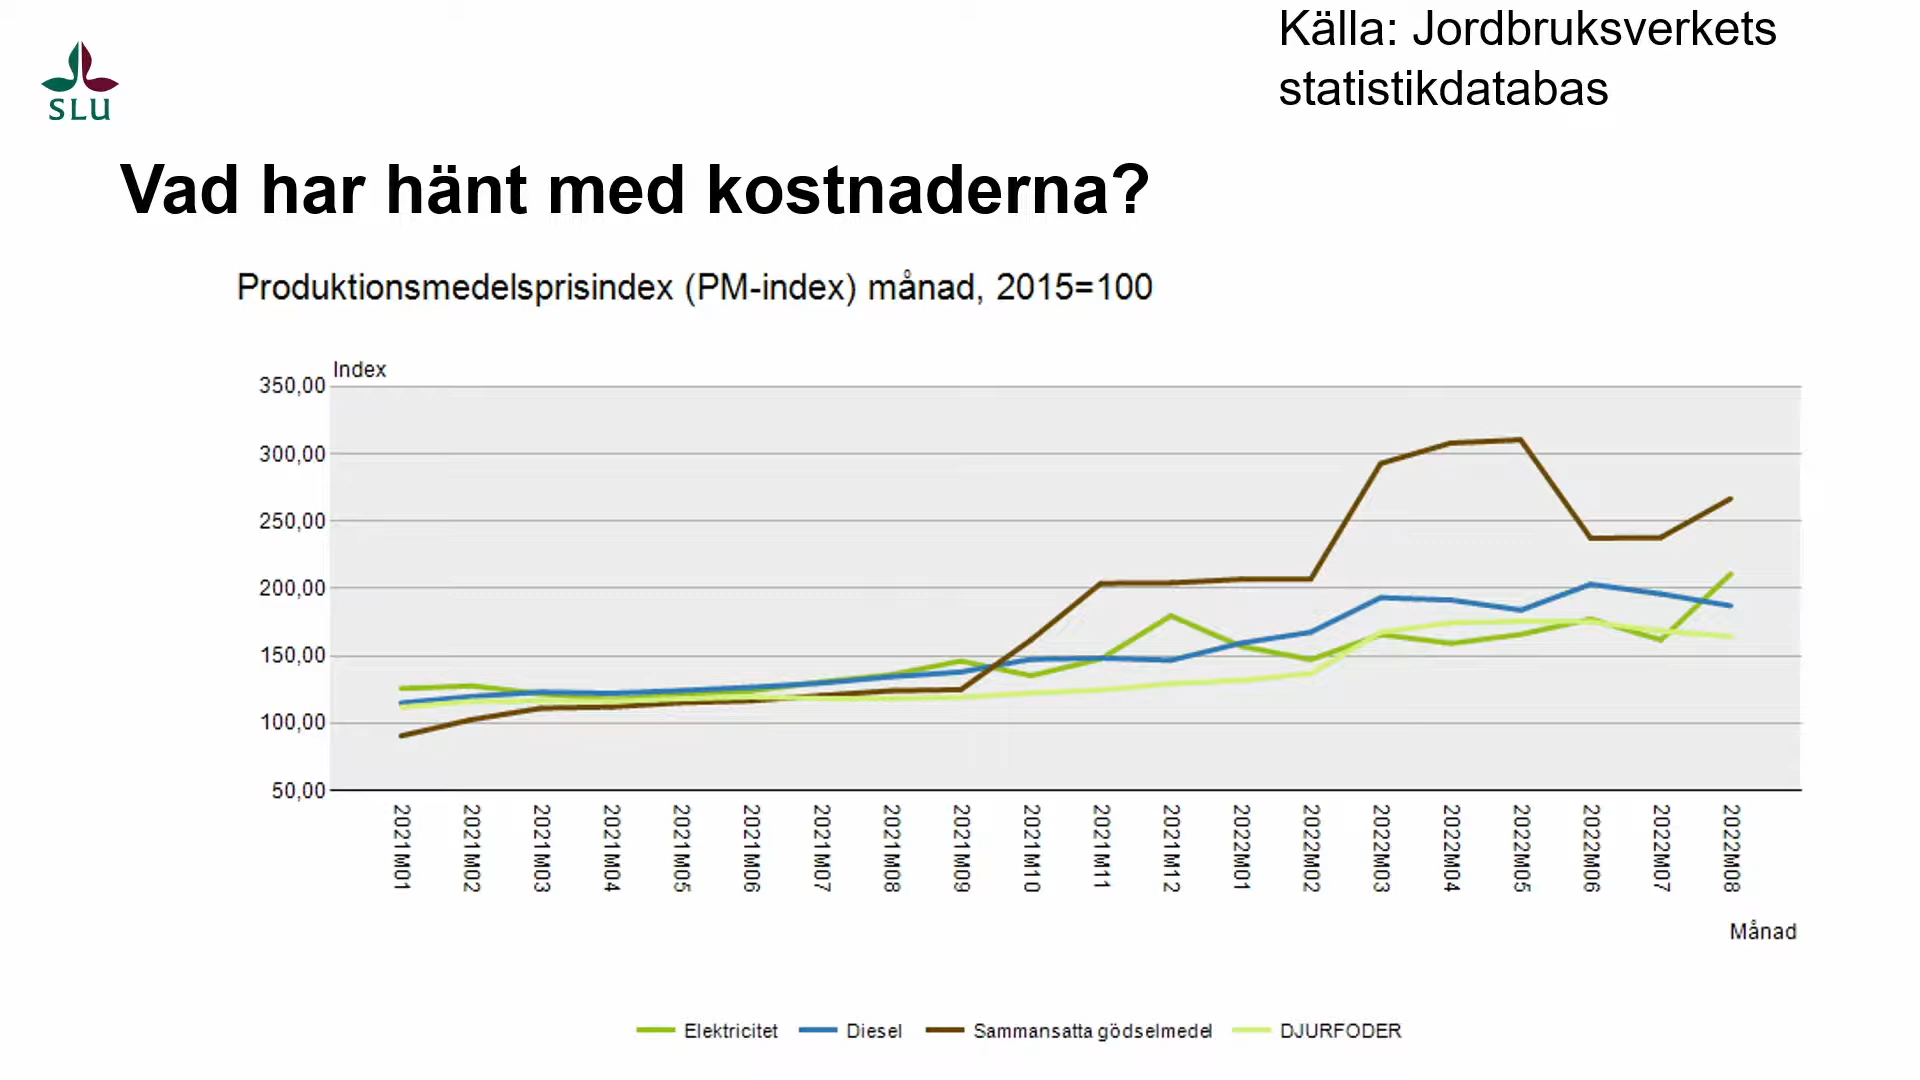 Källa: Jordbruksverkets
statistikdatabas
SLU
Vad har hänt med kostnaderna?
Produktionsmedelsprisindex (PM-index) månad, 2015=100
Index
350,00
300,00
250,00
200,00
150,00
100,00
50,00
2021M01
2021M02
2021M03
2021M04
2021M05
2021M06
2021M07
2021M08
2021M09
2021M10
2021M11
2021M12
2022M01
2022M02
2022M03
2022M04
2022M05
2022M06
2022M07
2022M08
Månad
Elektricitet Diesel Sammansatta gödselmedel DJURFODER